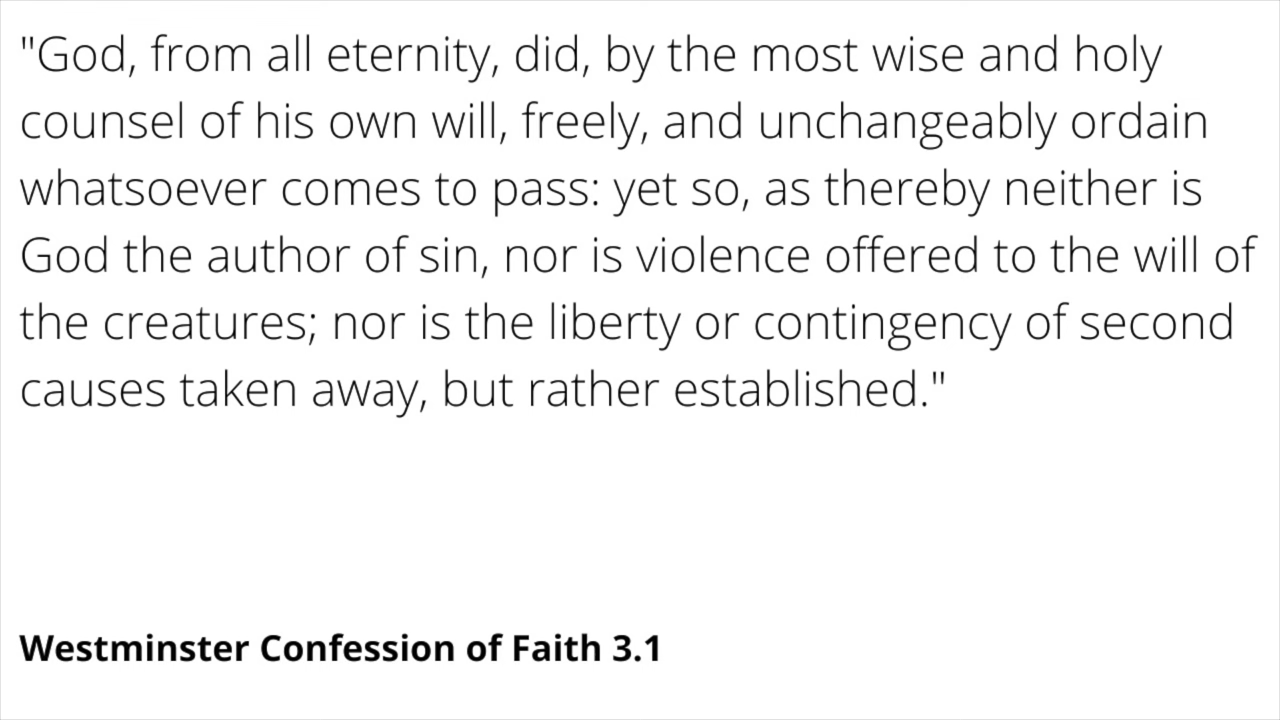 "God, from all eternity, did, by the most wise and holy
counsel of his own will, freely, and unchangeably ordain
whatsoever comes to pass: yet so, as thereby neither is
God the author of sin, nor is violence offered to the will of
the creatures; nor is the liberty or contingency of second
causes taken away, but rather established."
Westminster Confession of Faith 3.1